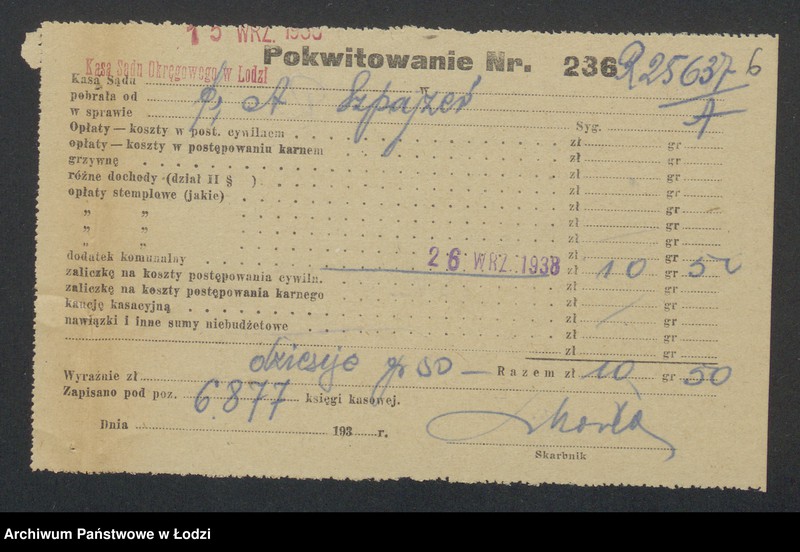 15 WRZ. 1938
Pokwitowanie Nr. 236 R 25637 6
A
Kasa Sądu Okręgowego w Łodzi
Kasa Sądu w
pobrała od p. A Szpajzer
w sprawie Syg.
Opłaty — koszty w post. cywilnem zł gr
opłaty — koszty w postępowaniu karnem zł gr
grzywnę zł gr
różne dochody (dział II § ) zł gr
opłaty stemplowe (jakie) zł gr
„ „ zł gr
„ „ zł gr
„ „ zł gr
dodatek komunalny zł gr
26 WRZ. 1938
zaliczkę na koszty postępowania cywiln. zł 10 gr 50
zaliczkę na koszty postępowania karnego zł gr
kaucję kasacyjną zł gr
nawiązki i inne sumy niebudżetowe zł gr
zł gr
Wyraźnie zł dziesięć gr 50 — Razem zł 10 gr 50
Zapisano pod poz. 6877 księgi kasowej.
Dnia 193 r.
Skarbnik
Archiwum Państwowe w Łodzi